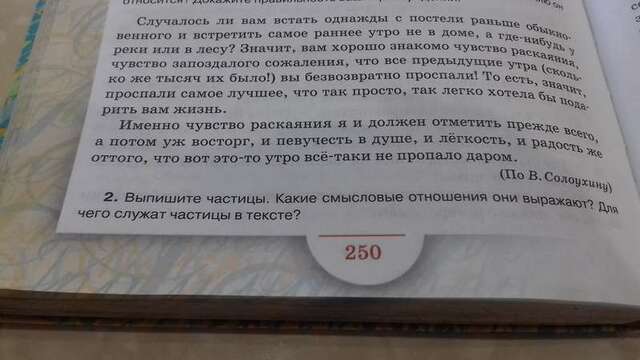 относится? Докажите правильность
Случалось ли вам встать однажды с постели раньше обыкно-
венного и встретить самое раннее утро не в доме, а где-нибудь у
реки или в лесу? Значит, вам хорошо знакомо чувство раскаяния,
чувство запоздалого сожаления, что все предыдущие утра (сколь-
ко же тысяч их было!) вы безвозвратно проспали! То есть, значит,
проспали самое лучшее, что так просто, так легко хотела бы пода-
рить вам жизнь.
Именно чувство раскаяния я и должен отметить прежде всего,
а потом уж восторг, и певучесть в душе, и лёгкость, и радость же
оттого, что вот это-то утро всё-таки не пропало даром.
(По В. Солоухину)
2. Выпишите частицы. Какие смысловые отношения они выражают? Для
чего служат частицы в тексте?
250